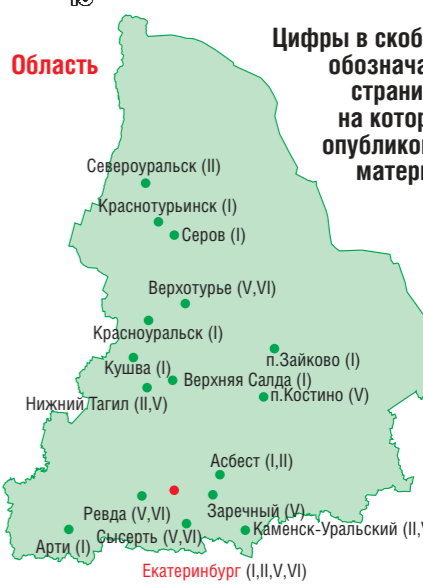 Область
Цифры в скоб
обознача
страни
на котор
опубликов
матери
Североуральск (II)
Краснотурьинск (I)
Серов (I)
Верхотурье (V,VI)
Красноуральск (I)
п.Зайково (I)
Кушва (I)
Верхняя Салда (I)
п.Костино (V)
Нижний Тагил (II,V)
Асбест (I,II)
Заречный (V)
Ревда (V,VI)
Сысерть (V,VI)
Каменск-Уральский (II,V
Арти (I)
Екатеринбург (I,II,V,VI)